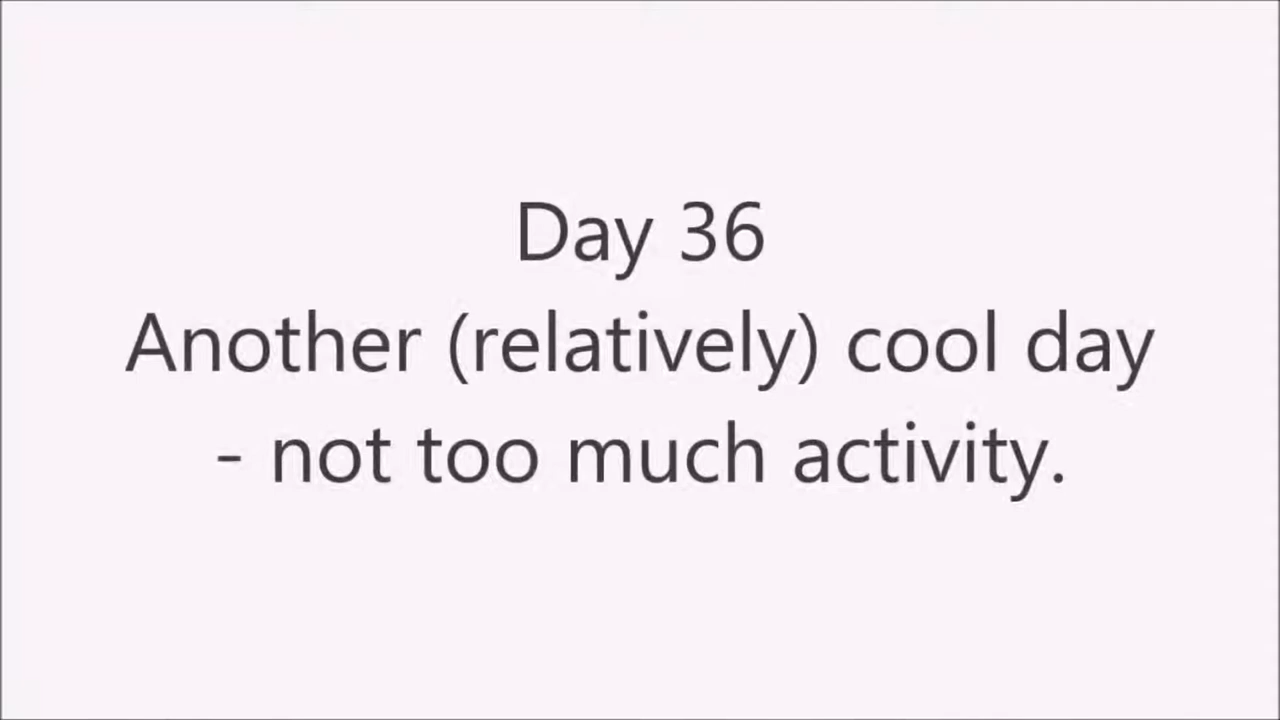 Day 36
Another (relatively) cool day
- not too much activity.